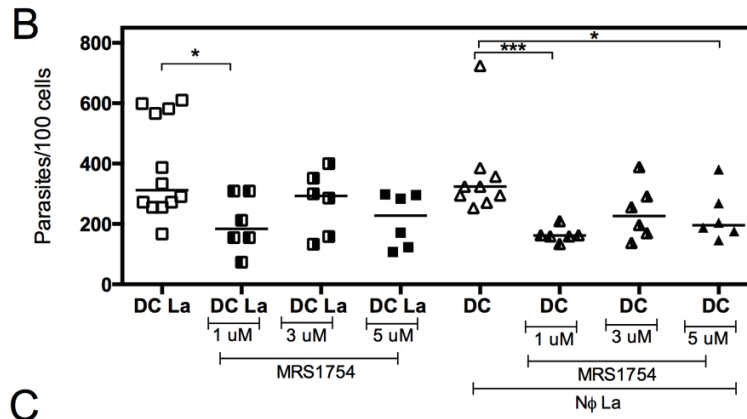 B
800
600
400
200
0
Parasites/100 cells
* *** *
DC La DC La DC La DC La DC DC DC DC
1 uM 3 uM 5 uM 1 uM 3 uM 5 uM
MRS1754 MRS1754
Nϕ La
C